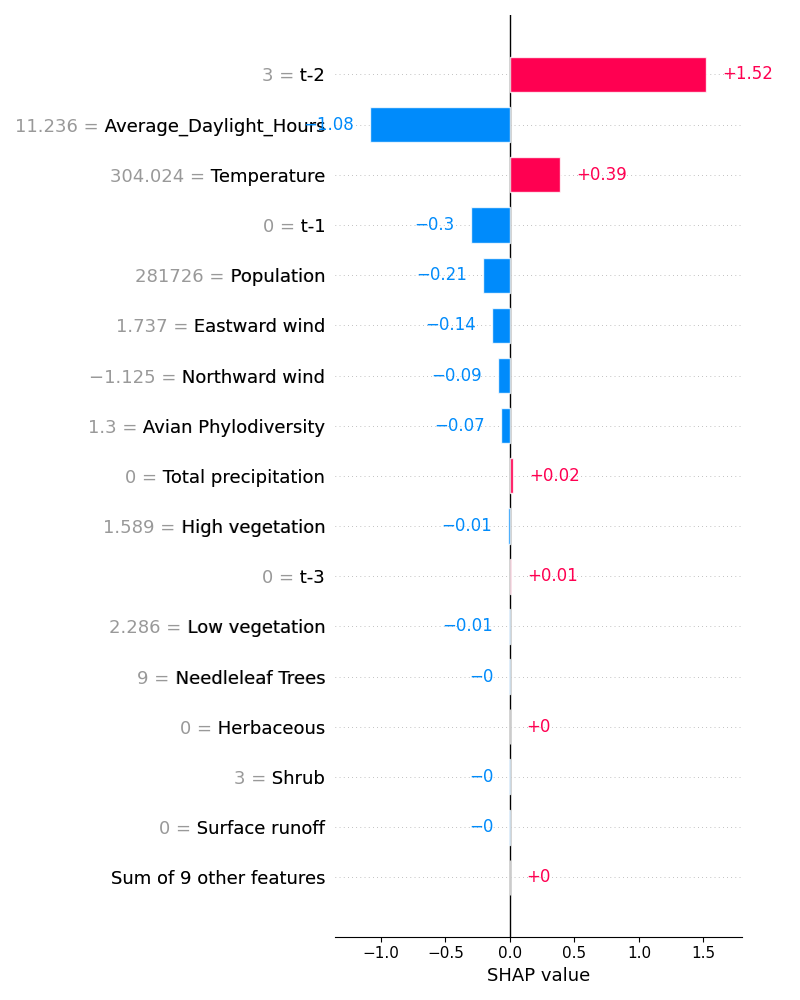 3 = t-2 +1.52
11.236 = Average_Daylight_Hours −1.08
304.024 = Temperature +0.39
0 = t-1 −0.3
281726 = Population −0.21
1.737 = Eastward wind −0.14
−1.125 = Northward wind −0.09
1.3 = Avian Phylodiversity −0.07
0 = Total precipitation +0.02
1.589 = High vegetation −0.01
0 = t-3 +0.01
2.286 = Low vegetation −0.01
9 = Needleleaf Trees −0
0 = Herbaceous +0
3 = Shrub −0
0 = Surface runoff −0
Sum of 9 other features +0
−1.0 −0.5 0.0 0.5 1.0 1.5
SHAP value